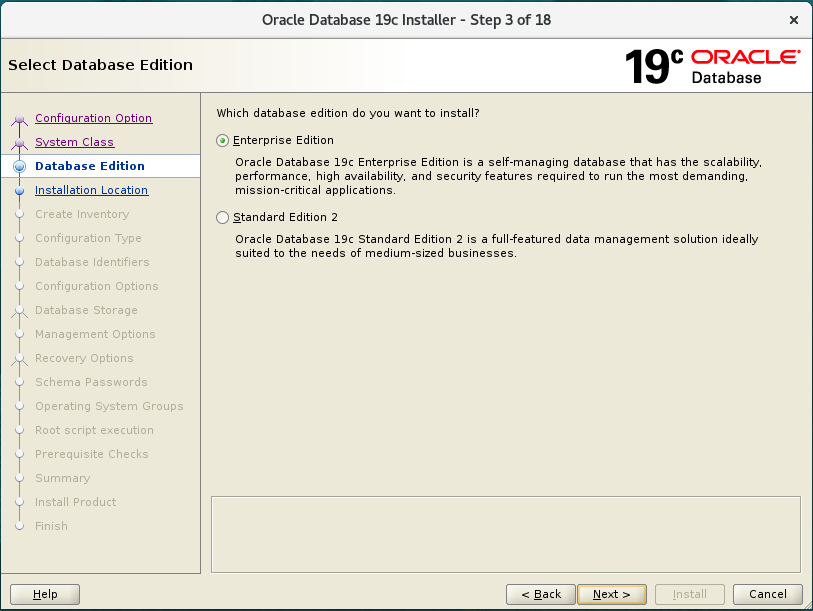 Oracle Database 19c Installer - Step 3 of 18
Select Database Edition
19c ORACLE
Database
Configuration Option
System Class
Database Edition
Installation Location
Create Inventory
Configuration Type
Database Identifiers
Configuration Options
Database Storage
Management Options
Recovery Options
Schema Passwords
Operating System Groups
Root script execution
Prerequisite Checks
Summary
Install Product
Finish
Which database edition do you want to install?
Enterprise Edition
Oracle Database 19c Enterprise Edition is a self-managing database that has the scalability,
performance, high availability, and security features required to run the most demanding,
mission-critical applications.
Standard Edition 2
Oracle Database 19c Standard Edition 2 is a full-featured data management solution ideally
suited to the needs of medium-sized businesses.
Help
< Back
Next >
Install
Cancel